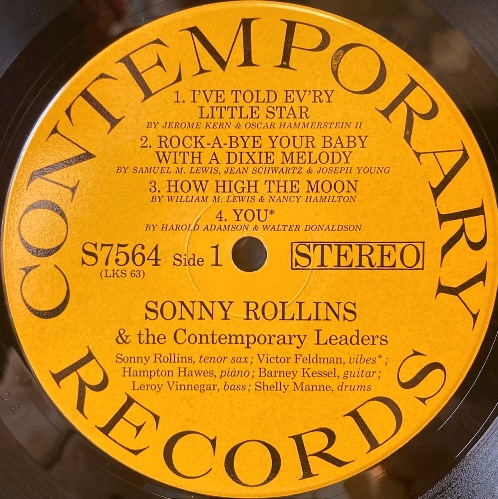 CONTEMPORARY
1. I'VE TOLD EV'RY
LITTLE STAR
BY JEROME KERN & OSCAR HAMMERSTEIN II
2. ROCK-A-BYE YOUR BABY
WITH A DIXIE MELODY
BY SAMUEL M. LEWIS, JEAN SCHWARTZ & JOSEPH YOUNG
3. HOW HIGH THE MOON
BY WILLIAM M. LEWIS & NANCY HAMILTON
4. YOU*
BY HAROLD ADAMSON & WALTER DONALDSON
S7564 Side 1 STEREO
(LKS 63)
SONNY ROLLINS
& the Contemporary Leaders
Sonny Rollins, tenor sax; Victor Feldman, vibes*;
Hampton Hawes, piano; Barney Kessel, guitar;
Leroy Vinnegar, bass; Shelly Manne, drums
RECORDS